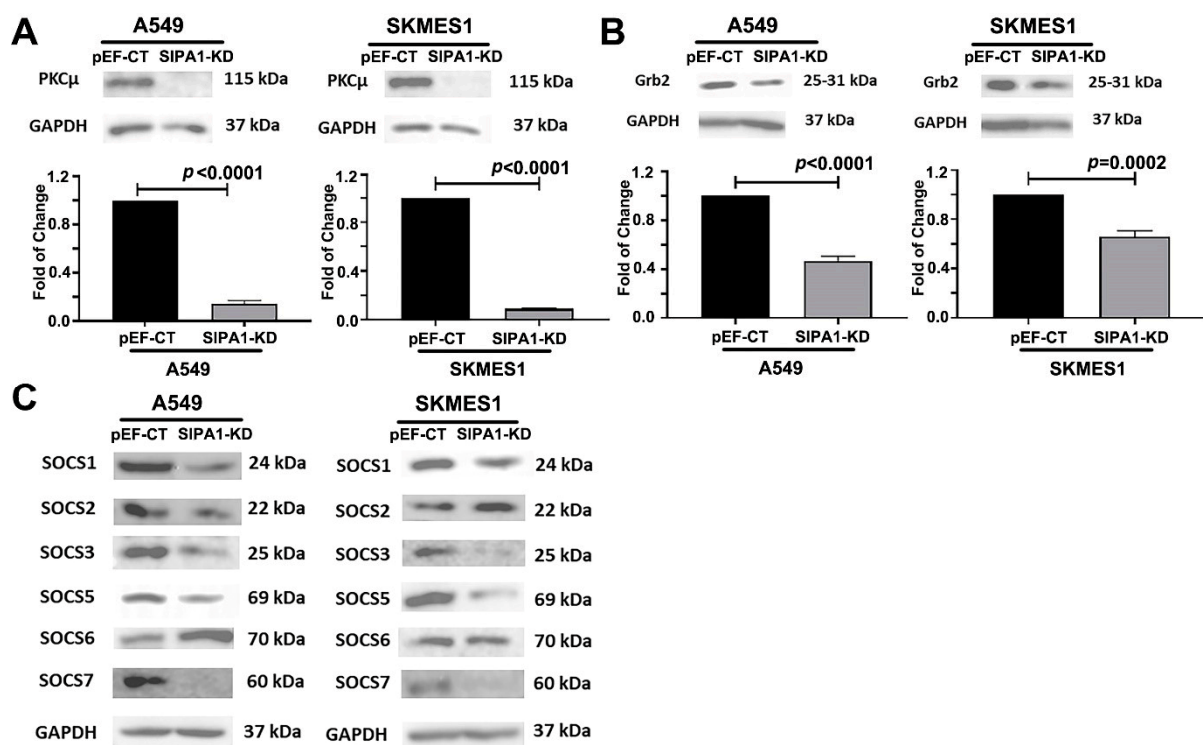 A
A549
pEF-CT SIPA1-KD
PKCμ 115 kDa
GAPDH 37 kDa
p<0.0001
Fold of Change
1.0
0.8
0.4
0.0
pEF-CT SIPA1-KD
A549
SKMES1
pEF-CT SIPA1-KD
PKCμ 115 kDa
GAPDH 37 kDa
p<0.0001
Fold of Change
1.0
0.8
0.4
0.0
pEF-CT SIPA1-KD
SKMES1
B
A549
pEF-CT SIPA1-KD
Grb2 25-31 kDa
GAPDH 37 kDa
p<0.0001
Fold of Change
1.0
1.2
0.8
0.4
0.0
pEF-CT SIPA1-KD
A549
SKMES1
pEF-CT SIPA1-KD
Grb2 25-31 kDa
GAPDH 37 kDa
p=0.0002
Fold of Change
1.0
1.2
0.8
0.4
0.0
pEF-CT SIPA1-KD
SKMES1
C
A549
pEF-CT SIPA1-KD
SOCS1 24 kDa
SOCS2 22 kDa
SOCS3 25 kDa
SOCS5 69 kDa
SOCS6 70 kDa
SOCS7 60 kDa
GAPDH 37 kDa
SKMES1
pEF-CT SIPA1-KD
SOCS1 24 kDa
SOCS2 22 kDa
SOCS3 25 kDa
SOCS5 69 kDa
SOCS6 70 kDa
SOCS7 60 kDa
GAPDH 37 kDa